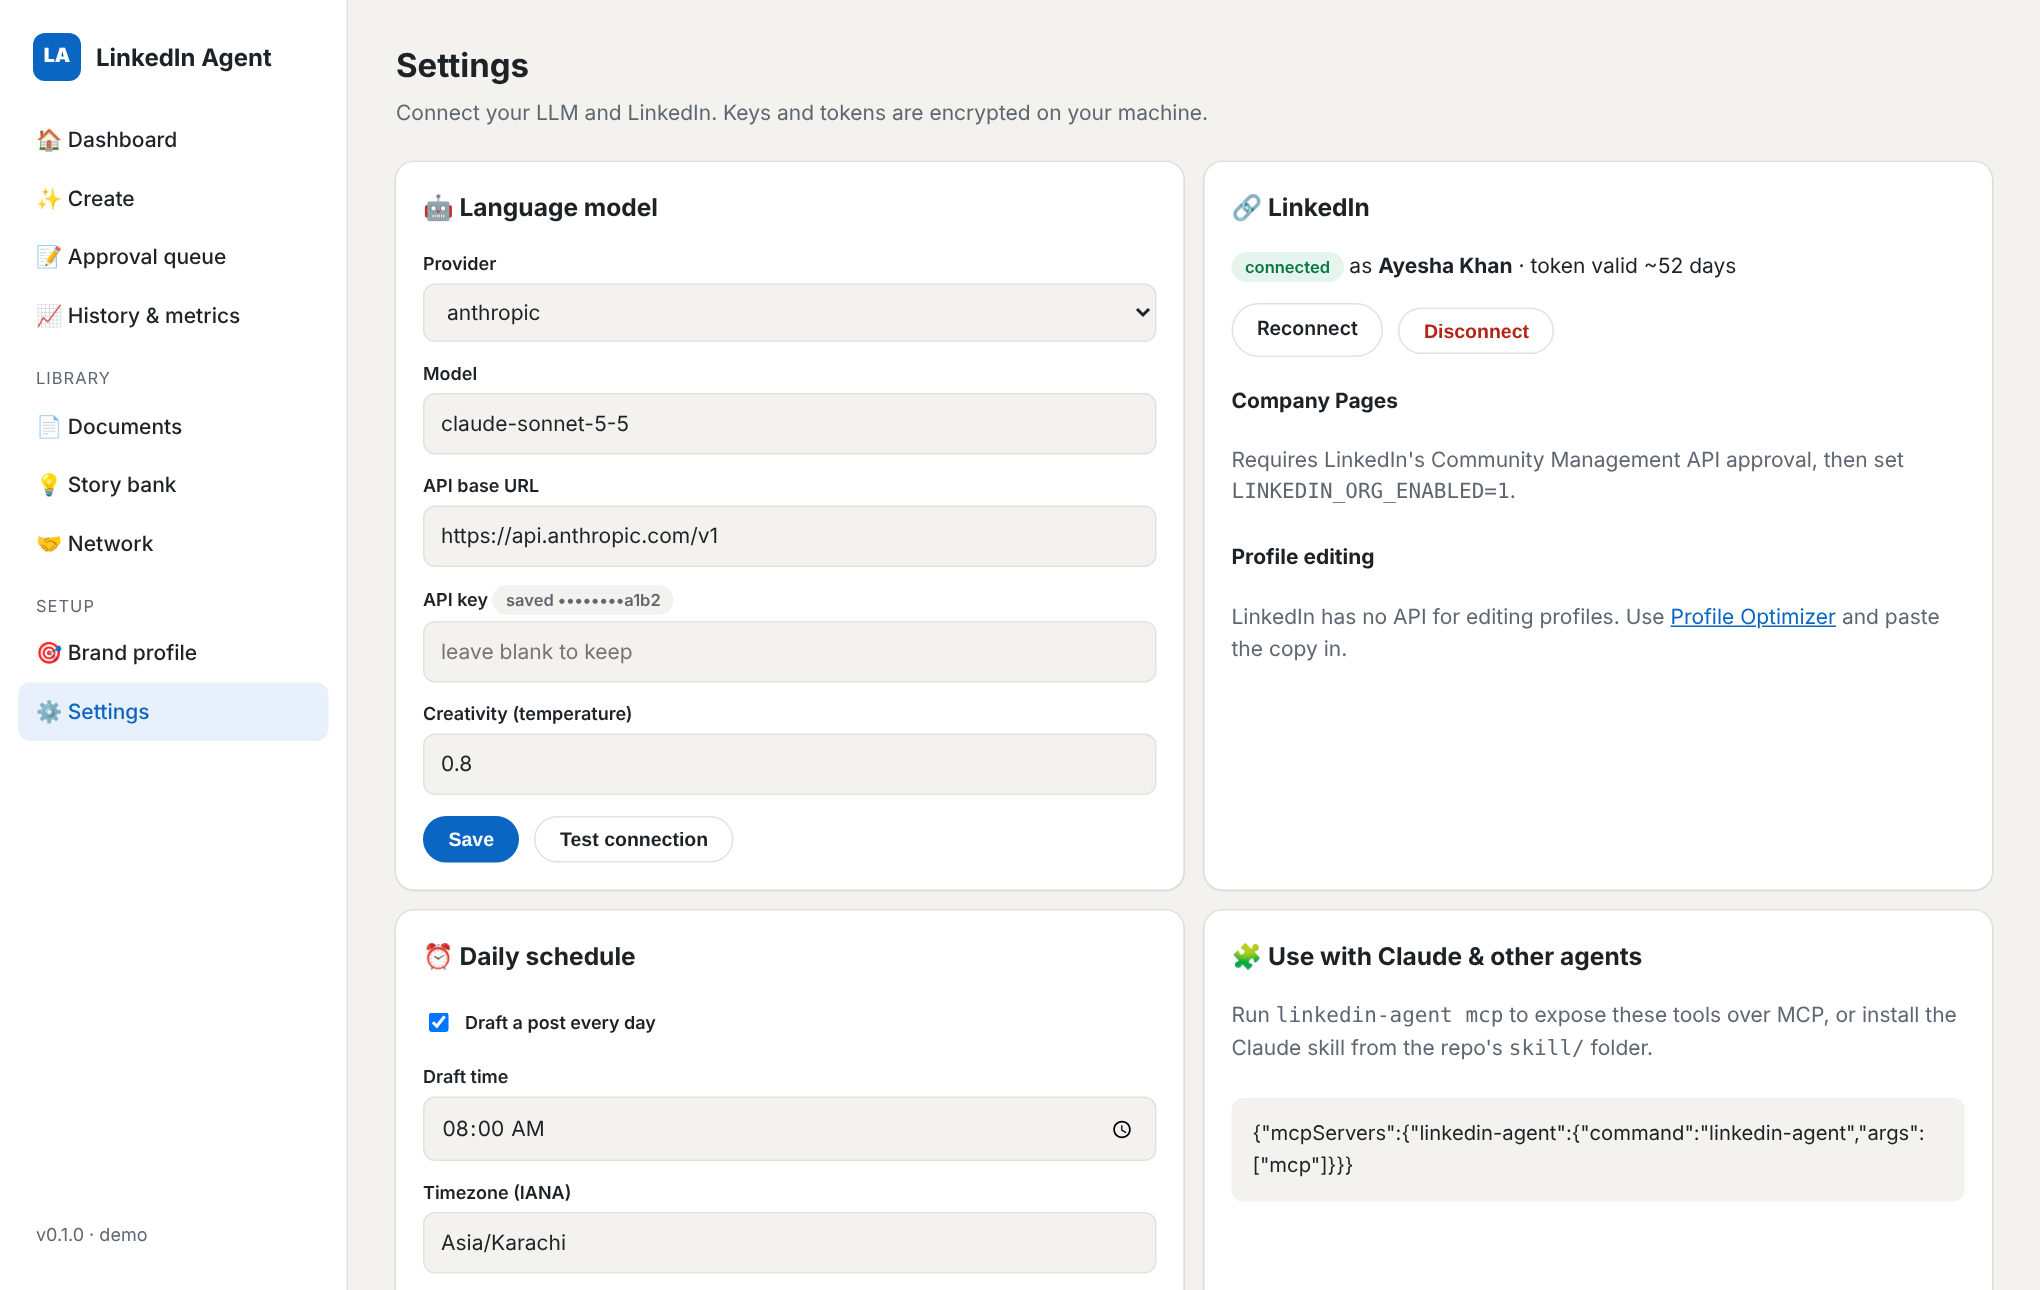 LA
LinkedIn Agent
🏠 Dashboard
✨ Create
📝 Approval queue
📈 History & metrics
LIBRARY
📄 Documents
💡 Story bank
🤝 Network
SETUP
🎯 Brand profile
⚙️ Settings
v0.1.0 · demo
Settings
Connect your LLM and LinkedIn. Keys and tokens are encrypted on your machine.
🤖 Language model
Provider
anthropic
Model
claude-sonnet-5-5
API base URL
https://api.anthropic.com/v1
API key saved ••••••••a1b2
leave blank to keep
Creativity (temperature)
0.8
Save Test connection
🔗 LinkedIn
connected as Ayesha Khan · token valid ~52 days
Reconnect Disconnect
Company Pages
Requires LinkedIn's Community Management API approval, then set
LINKEDIN_ORG_ENABLED=1.
Profile editing
LinkedIn has no API for editing profiles. Use Profile Optimizer and paste
the copy in.
⏰ Daily schedule
Draft a post every day
Draft time
08:00 AM
Timezone (IANA)
Asia/Karachi
🧩 Use with Claude & other agents
Run linkedin-agent mcp to expose these tools over MCP, or install the
Claude skill from the repo's skill/ folder.
{"mcpServers":{"linkedin-agent":{"command":"linkedin-agent","args":
["mcp"]}}}